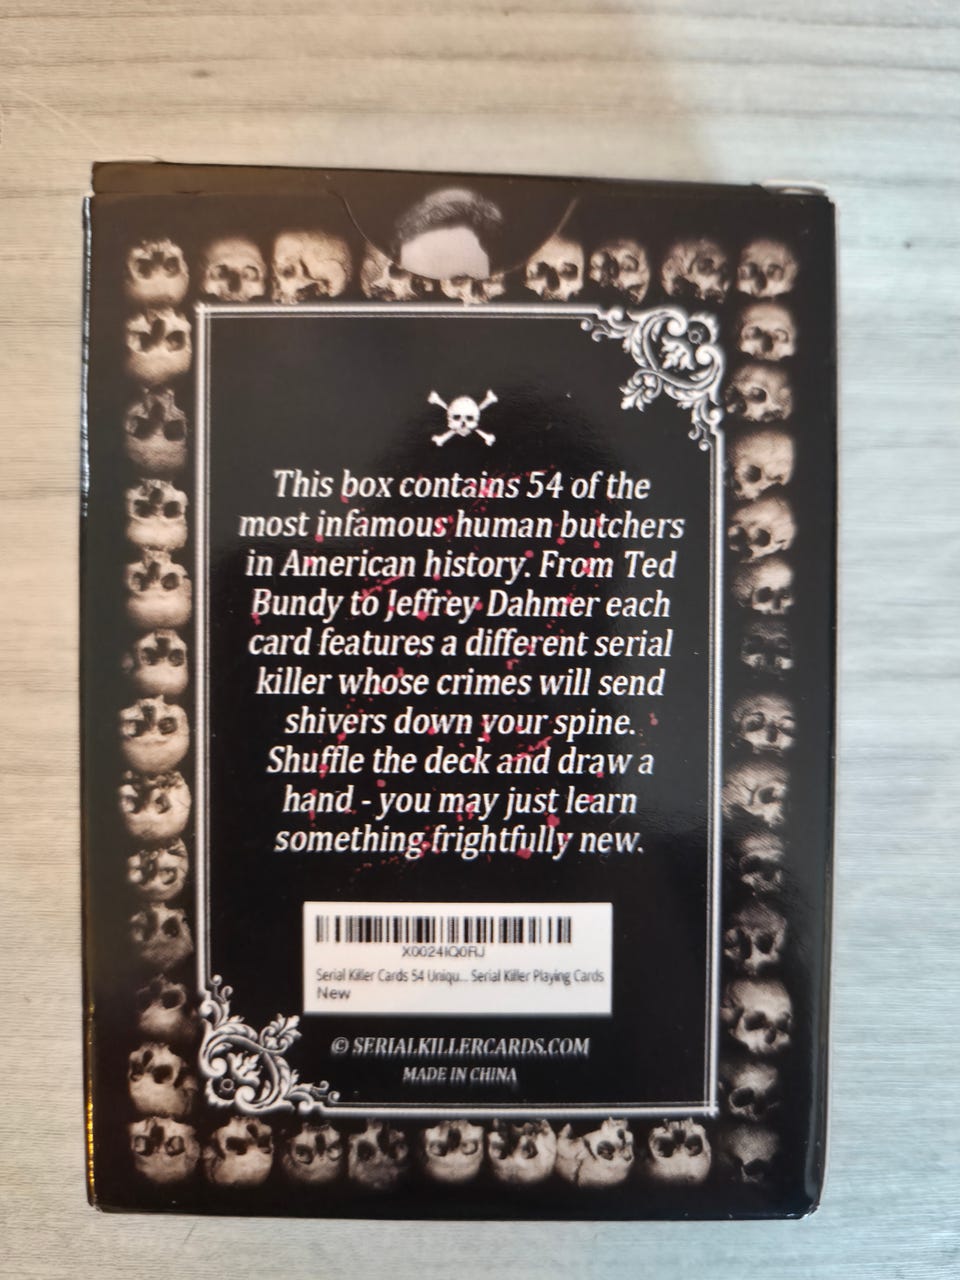 This box contains 54 of the
most infamous human butchers
in American history. From Ted
Bundy to Jeffrey Dahmer each
card features a different serial
killer whose crimes will send
shivers down your spine.
Shuffle the deck and draw a
hand - you may just learn
something frightfully new.
X0024IQ0RJ
Serial Killer Cards 54 Uniqu... Serial Killer Playing Cards
New
© SERIALKILLERCARDS.COM
MADE IN CHINA